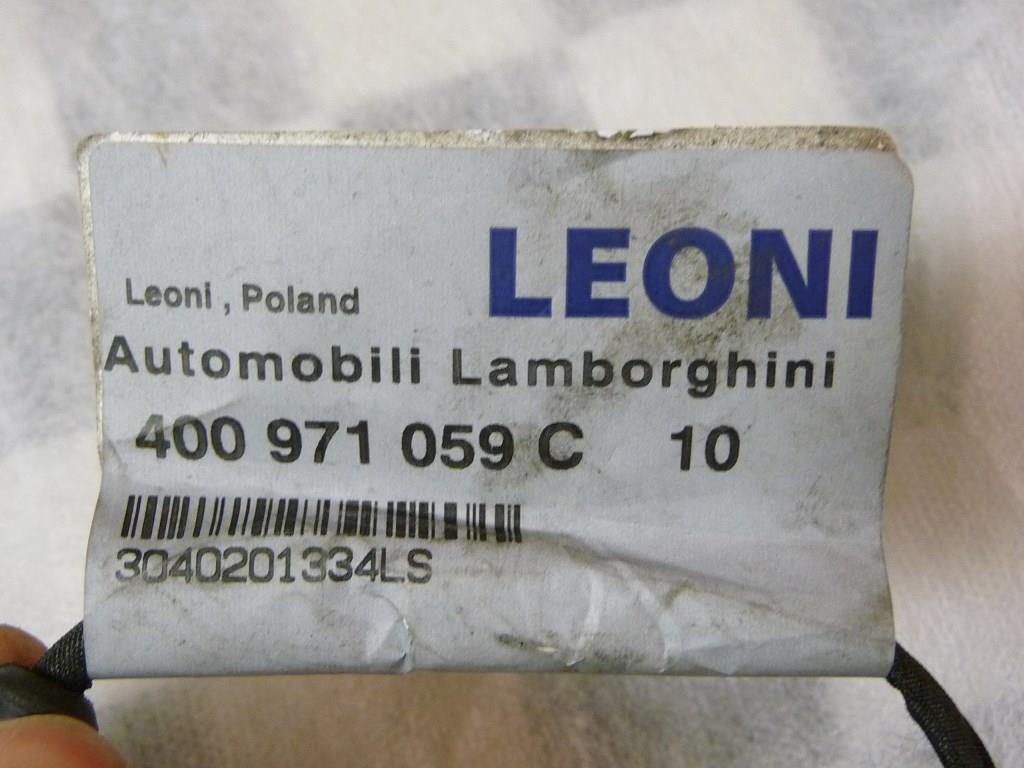 LEONI
Leoni , Poland
Automobili Lamborghini
400 971 059 C 10
3040201334LS